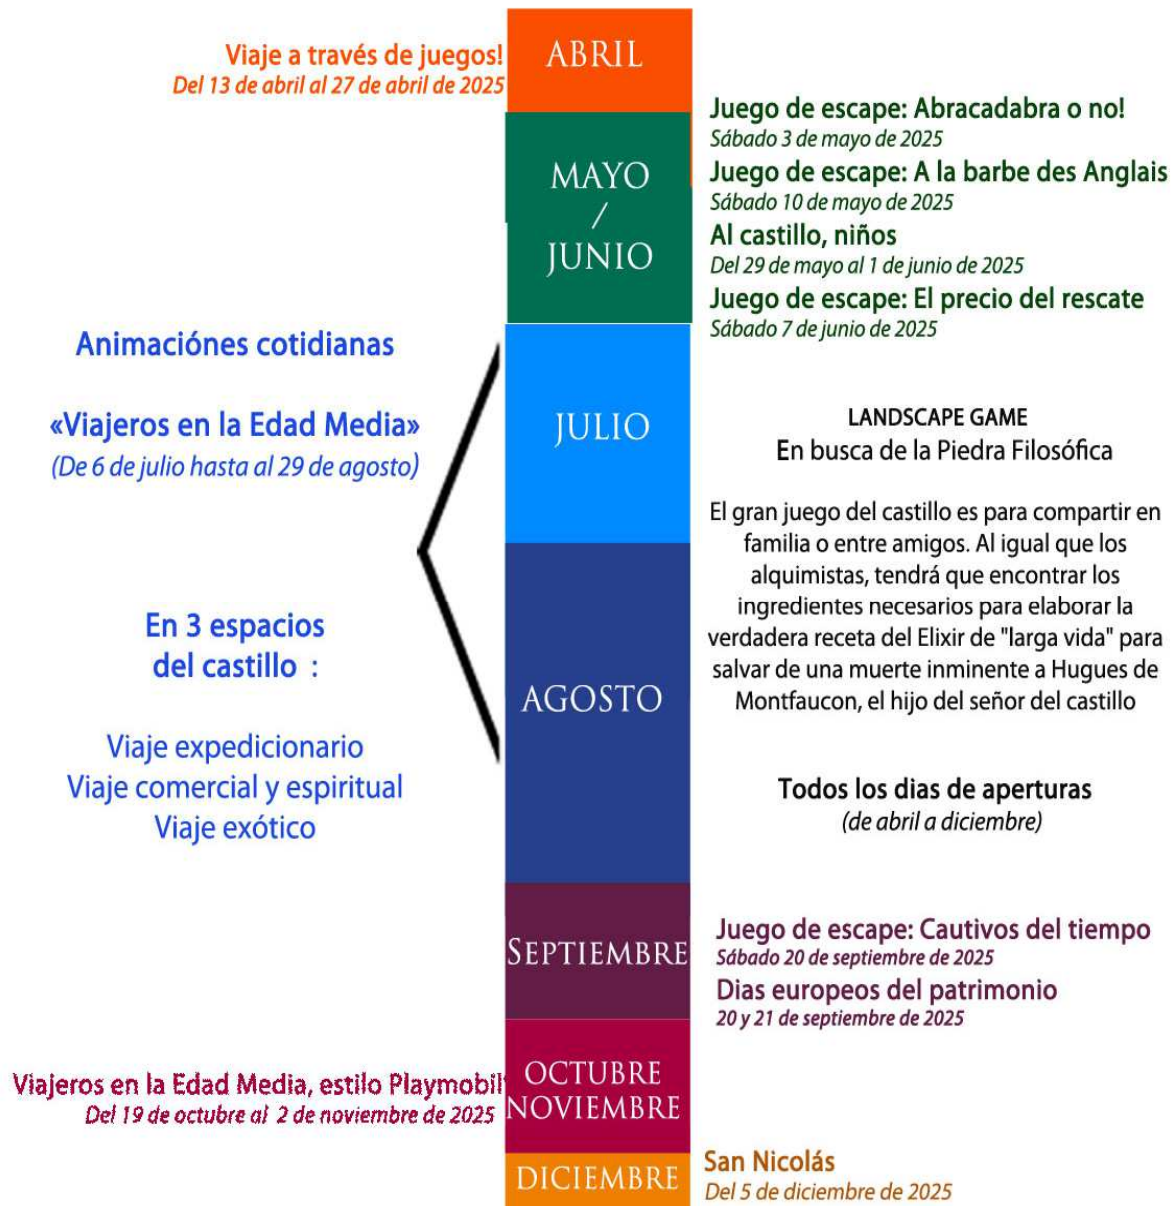 Viaje a través de juegos!
Del 13 de abril al 27 de abril de 2025
ABRIL
MAYO
/
JUNIO
Juego de escape: Abracadabra o no!
Sábado 3 de mayo de 2025
Juego de escape: A la barbe des Anglais
Sábado 10 de mayo de 2025
Al castillo, niños
Del 29 de mayo al 1 de junio de 2025
Juego de escape: El precio del rescate
Sábado 7 de junio de 2025
Animaciónes cotidianas
«Viajeros en la Edad Media»
(De 6 de julio hasta al 29 de agosto)
En 3 espacios
del castillo :
Viaje expedicionario
Viaje comercial y espiritual
Viaje exótico
JULIO
AGOSTO
LANDSCAPE GAME
En busca de la Piedra Filosófica
El gran juego del castillo es para compartir en
familia o entre amigos. Al igual que los
alquimistas, tendrá que encontrar los
ingredientes necesarios para elaborar la
verdadera receta del Elixir de "larga vida" para
salvar de una muerte inminente a Hugues de
Montfaucon, el hijo del señor del castillo
Todos los dias de aperturas
(de abril a diciembre)
SEPTIEMBRE
Juego de escape: Cautivos del tiempo
Sábado 20 de septiembre de 2025
Dias europeos del patrimonio
20 y 21 de septiembre de 2025
Viajeros en la Edad Media, estilo Playmobil
Del 19 de octubre al 2 de noviembre de 2025
OCTUBRE
NOVIEMBRE
DICIEMBRE
San Nicolás
Del 5 de diciembre de 2025